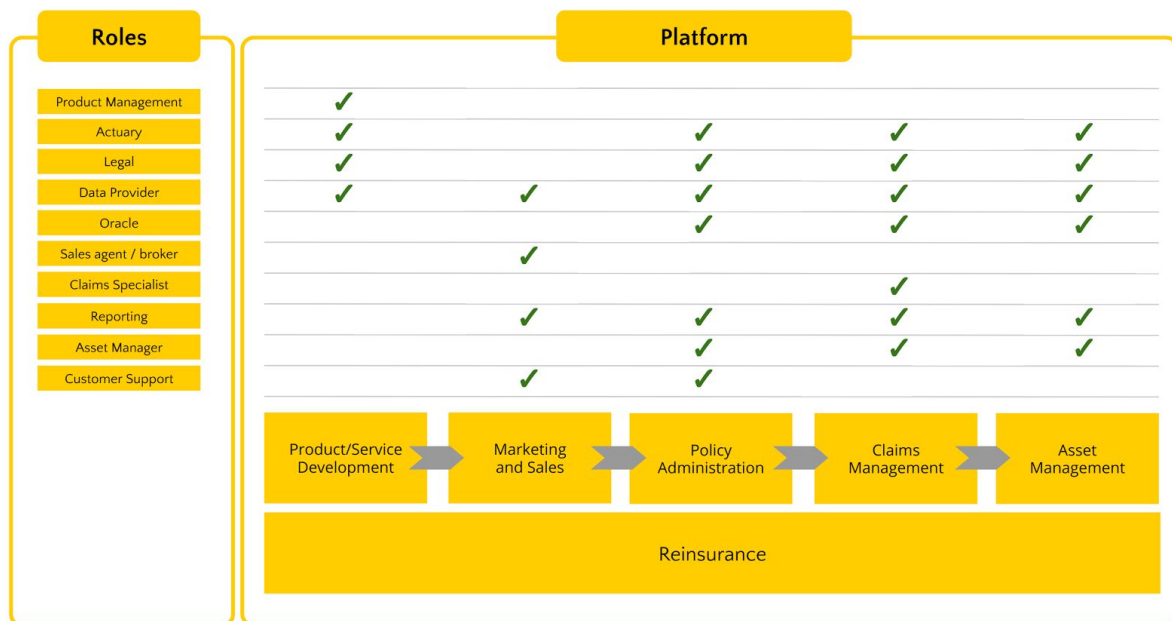 Roles
Platform
Product Management
Actuary
Legal
Data Provider
Oracle
Sales agent / broker
Claims Specialist
Reporting
Asset Manager
Customer Support
Product/Service
Development
Marketing
and Sales
Policy
Administration
Claims
Management
Asset
Management
Reinsurance